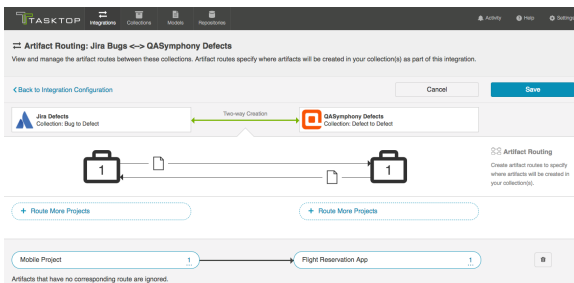 TASKTOP
Integrations
Collections
Models
Repositories
Activity
Help
Settings
Artifact Routing: Jira Bugs <--> QASymphony Defects
View and manage the artifact routes between these collections. Artifact routes specify where artifacts will be created in your collection(s) as part of this integration.
Back to Integration Configuration
Cancel
Save
Jira Defects
Collection: Bug to Defect
Two-way Creation
QASymphony Defects
Collection: Defect to Defect
1
1
Artifact Routing
Create artifact routes to specify
where artifacts will be created in
your collection(s).
+ Route More Projects
+ Route More Projects
Mobile Project
1
Flight Reservation App
1
Artifacts that have no corresponding route are ignored.